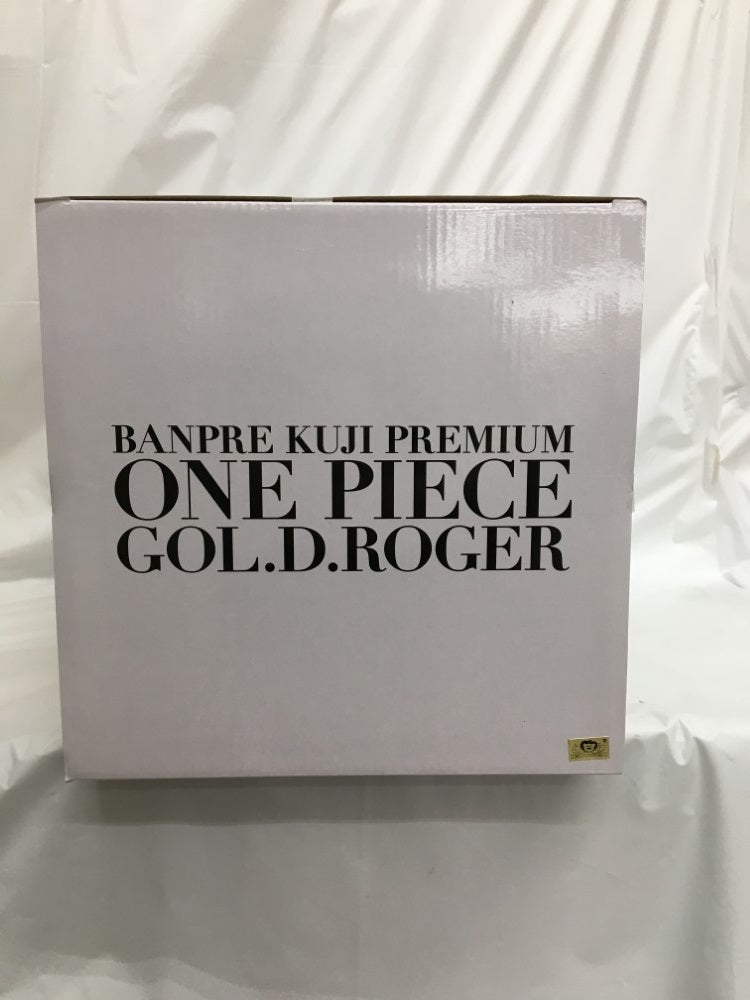 BANPRE KUJI PREMIUM
ONE PIECE
GOL.D.ROGER